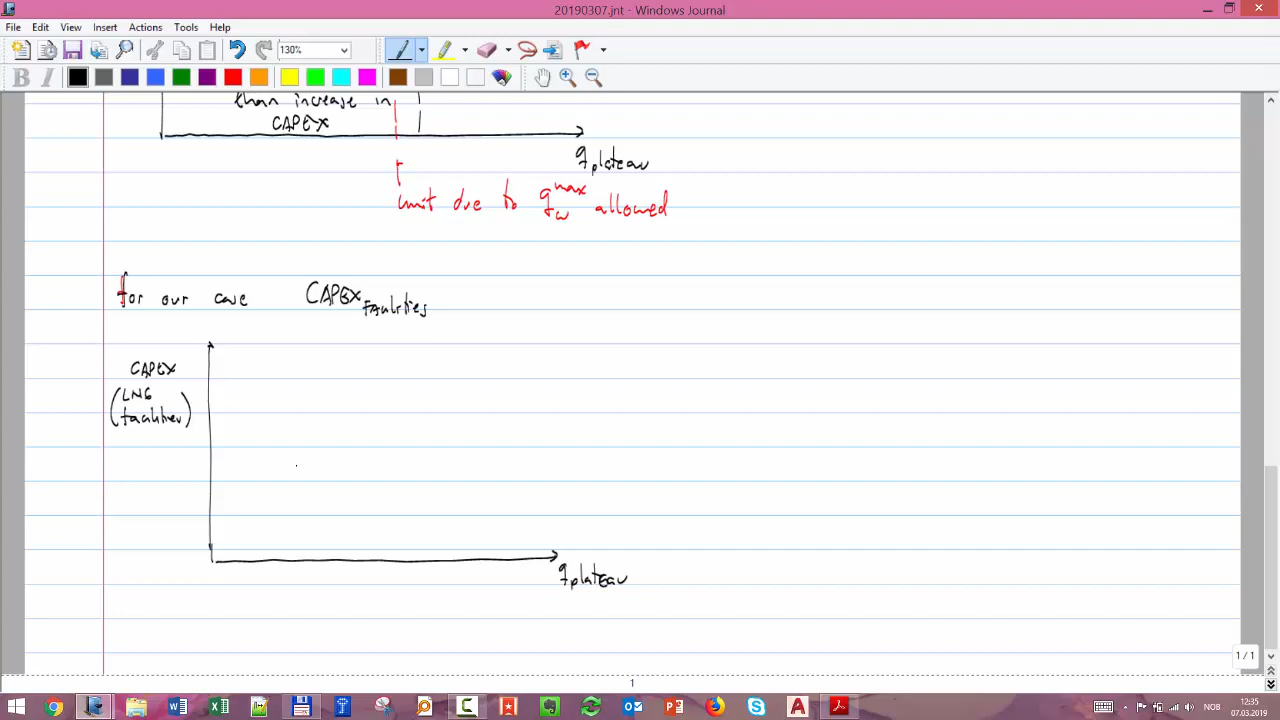 20190307.jnt - Windows Journal
File Edit View Insert Actions Tools Help
130%
than increase in
CAPEX
qplateau
limit due to qw max allowed
for our case CAPEX Facilities
CAPEX
(LNG
facilities)
qplateau
1 / 1
1
NOB
12:35
07.03.2019